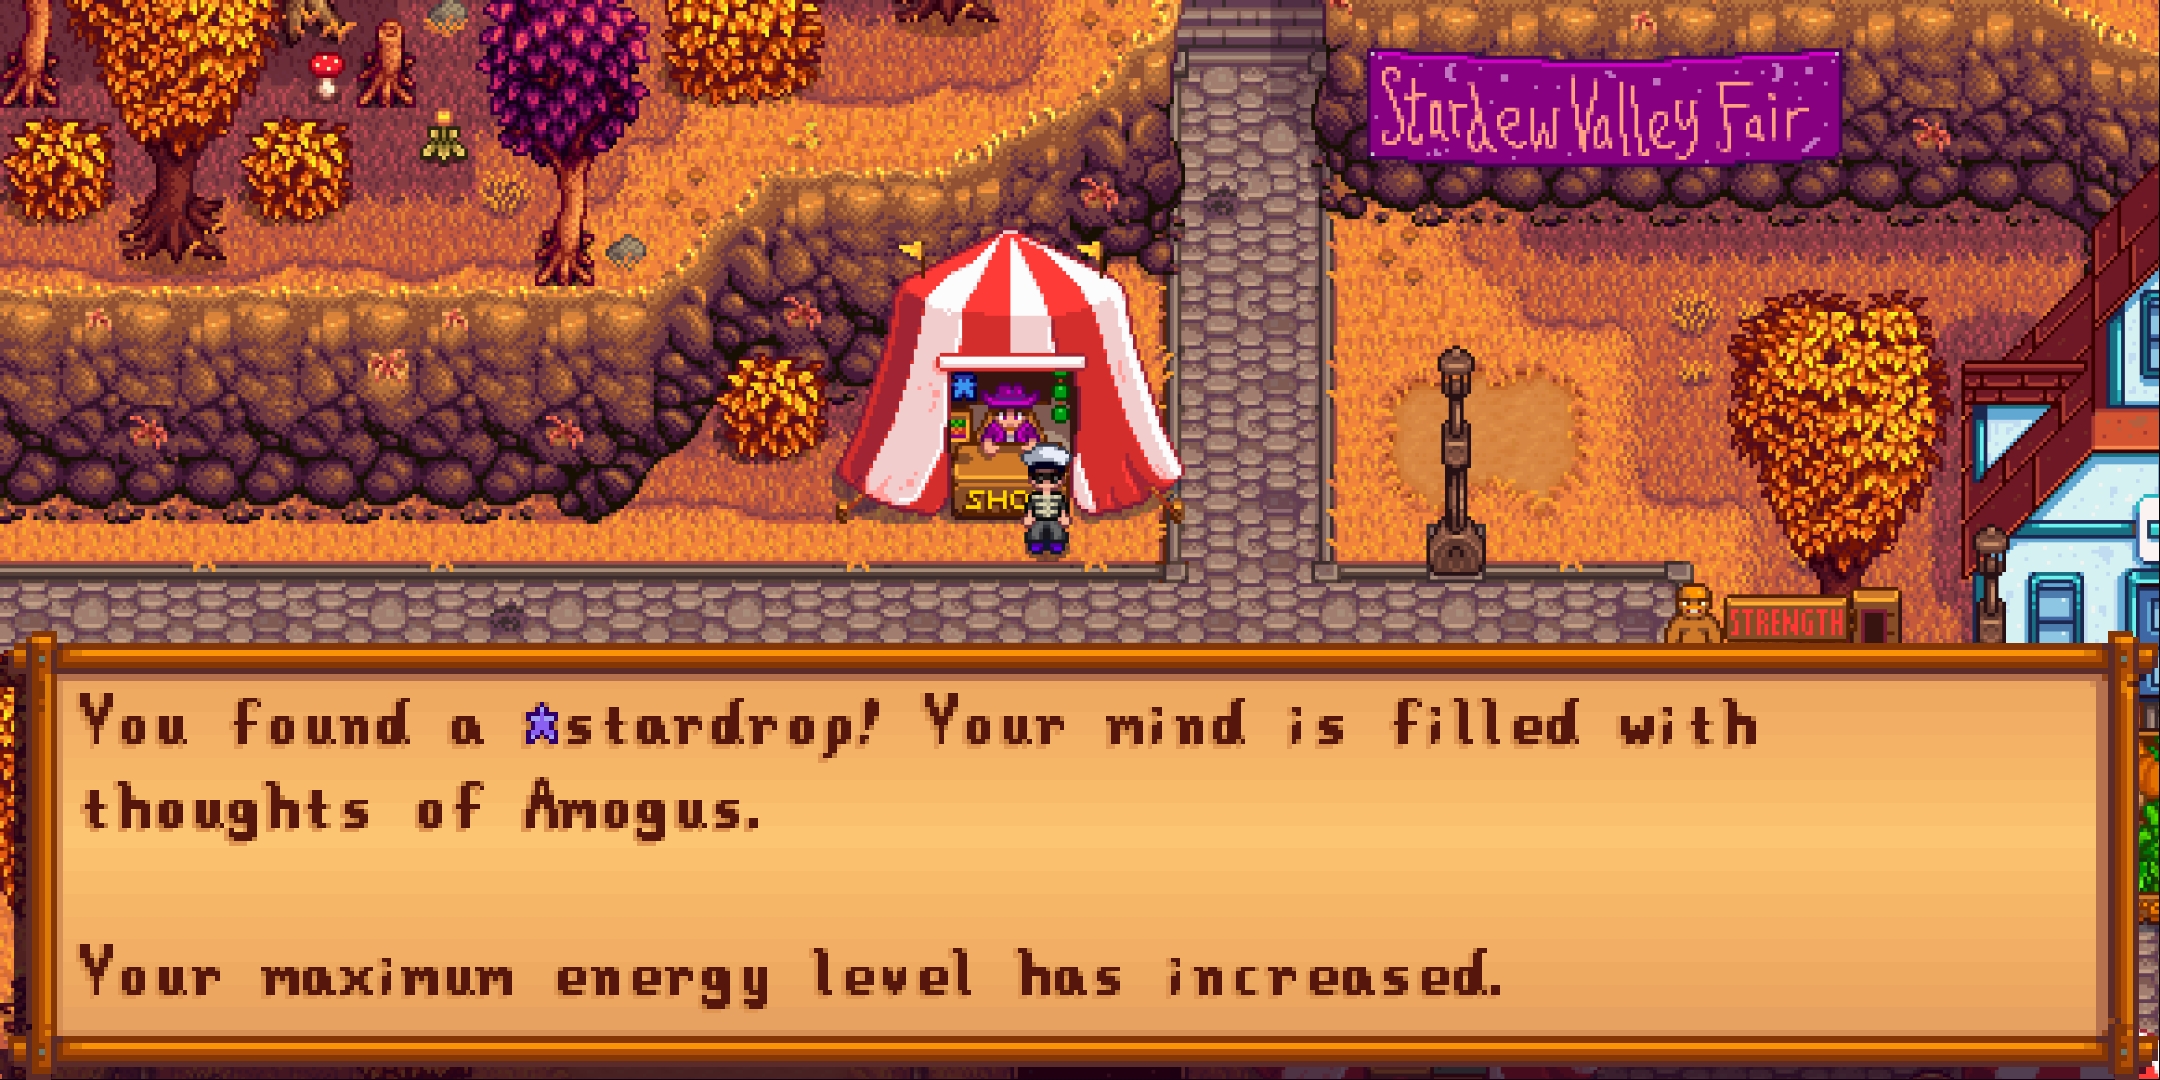 Stardew Valley Fair
SHO
STRENGTH
You found a stardrop! Your mind is filled with
thoughts of Amogus.
Your maximum energy level has increased.